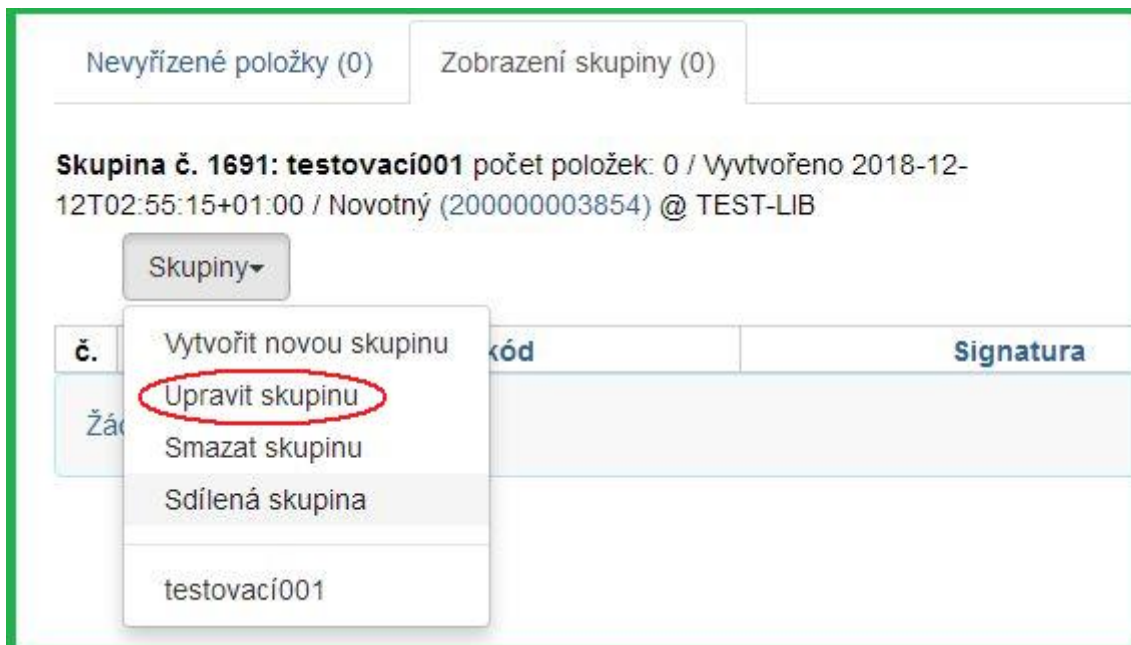 Nevyřízené položky (0) Zobrazení skupiny (0)
Skupina č. 1691: testovací001 počet položek: 0 / Vyvtvořeno 2018-12-
12T02:55:15+01:00 / Novotný (200000003854) @ TEST-LIB
Skupiny
č. kód Signatura
Vytvořit novou skupinu
Upravit skupinu
Smazat skupinu
Sdílená skupina
testovací001